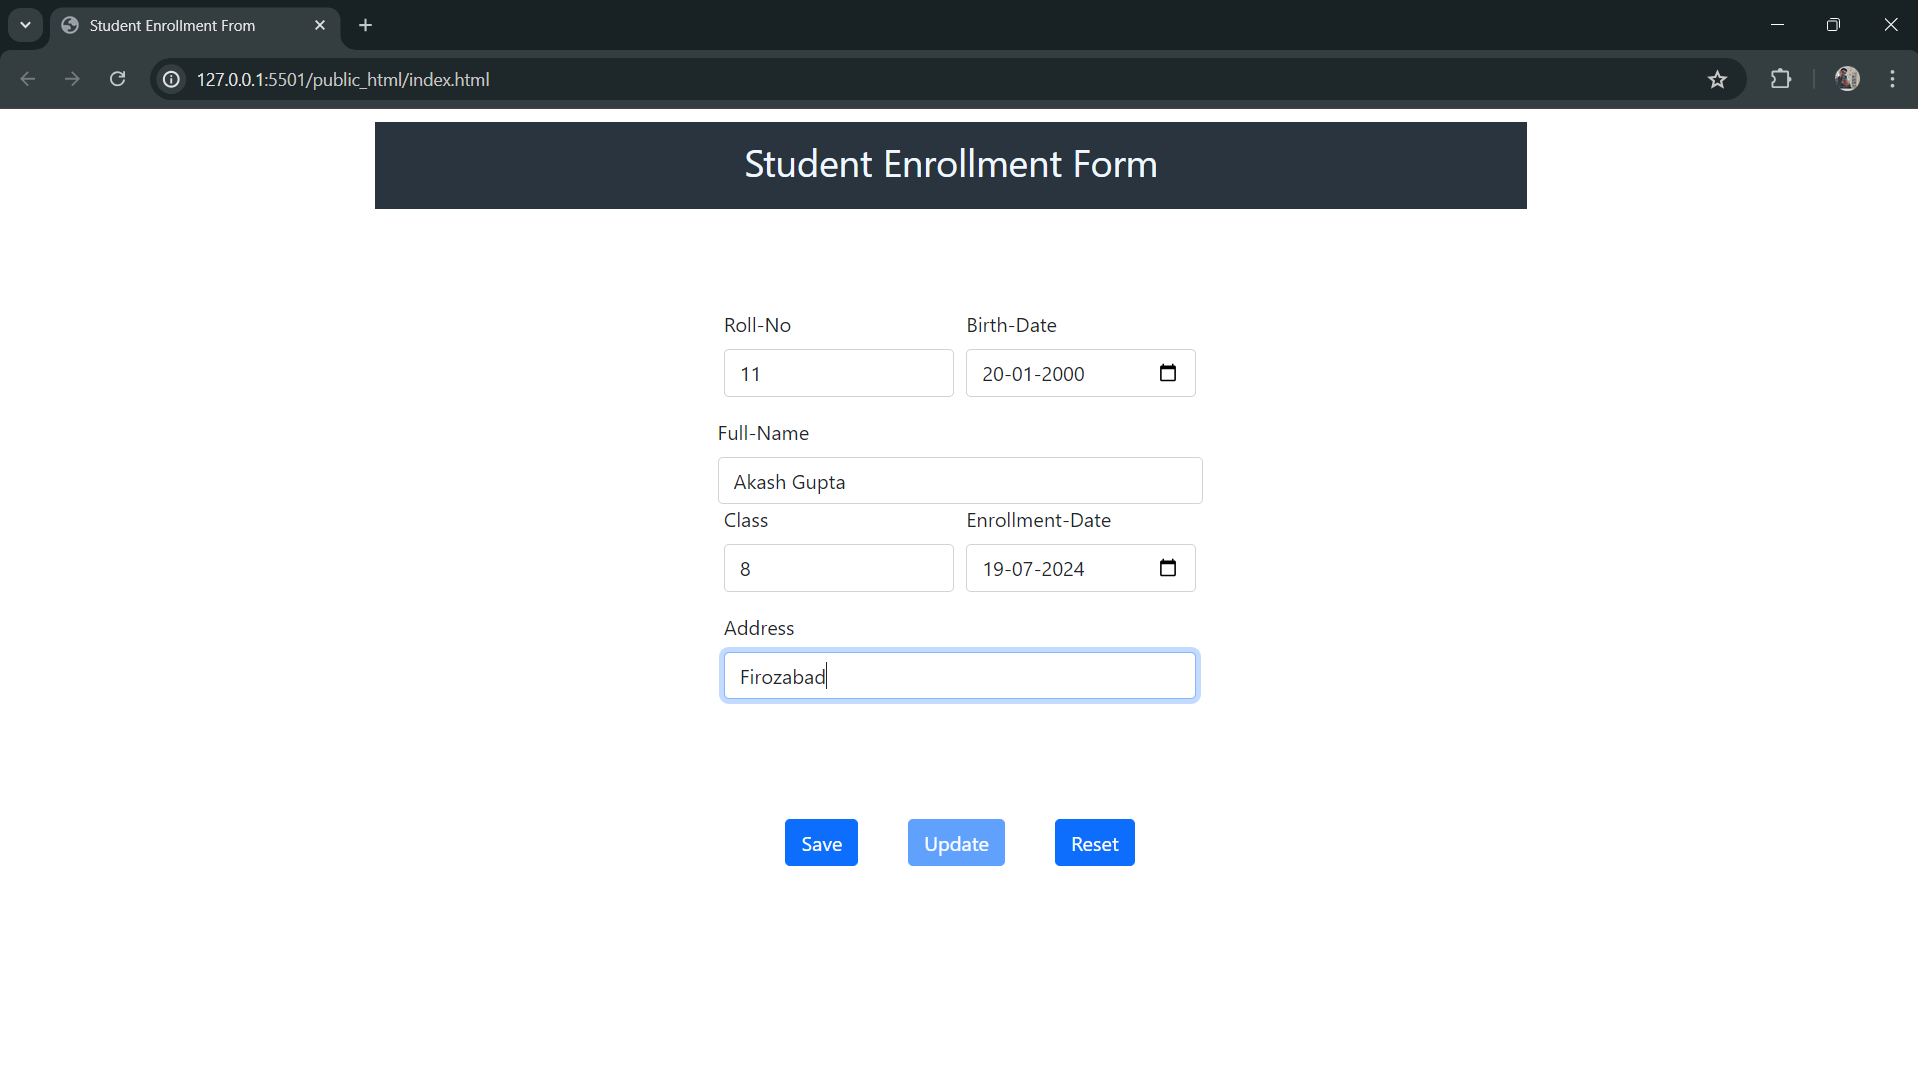 Student Enrollment From
127.0.0.1:5501/public_html/index.html
Student Enrollment Form
Roll-No Birth-Date
11 20-01-2000
Full-Name
Akash Gupta
Class Enrollment-Date
8 19-07-2024
Address
Firozabad
Save Update Reset